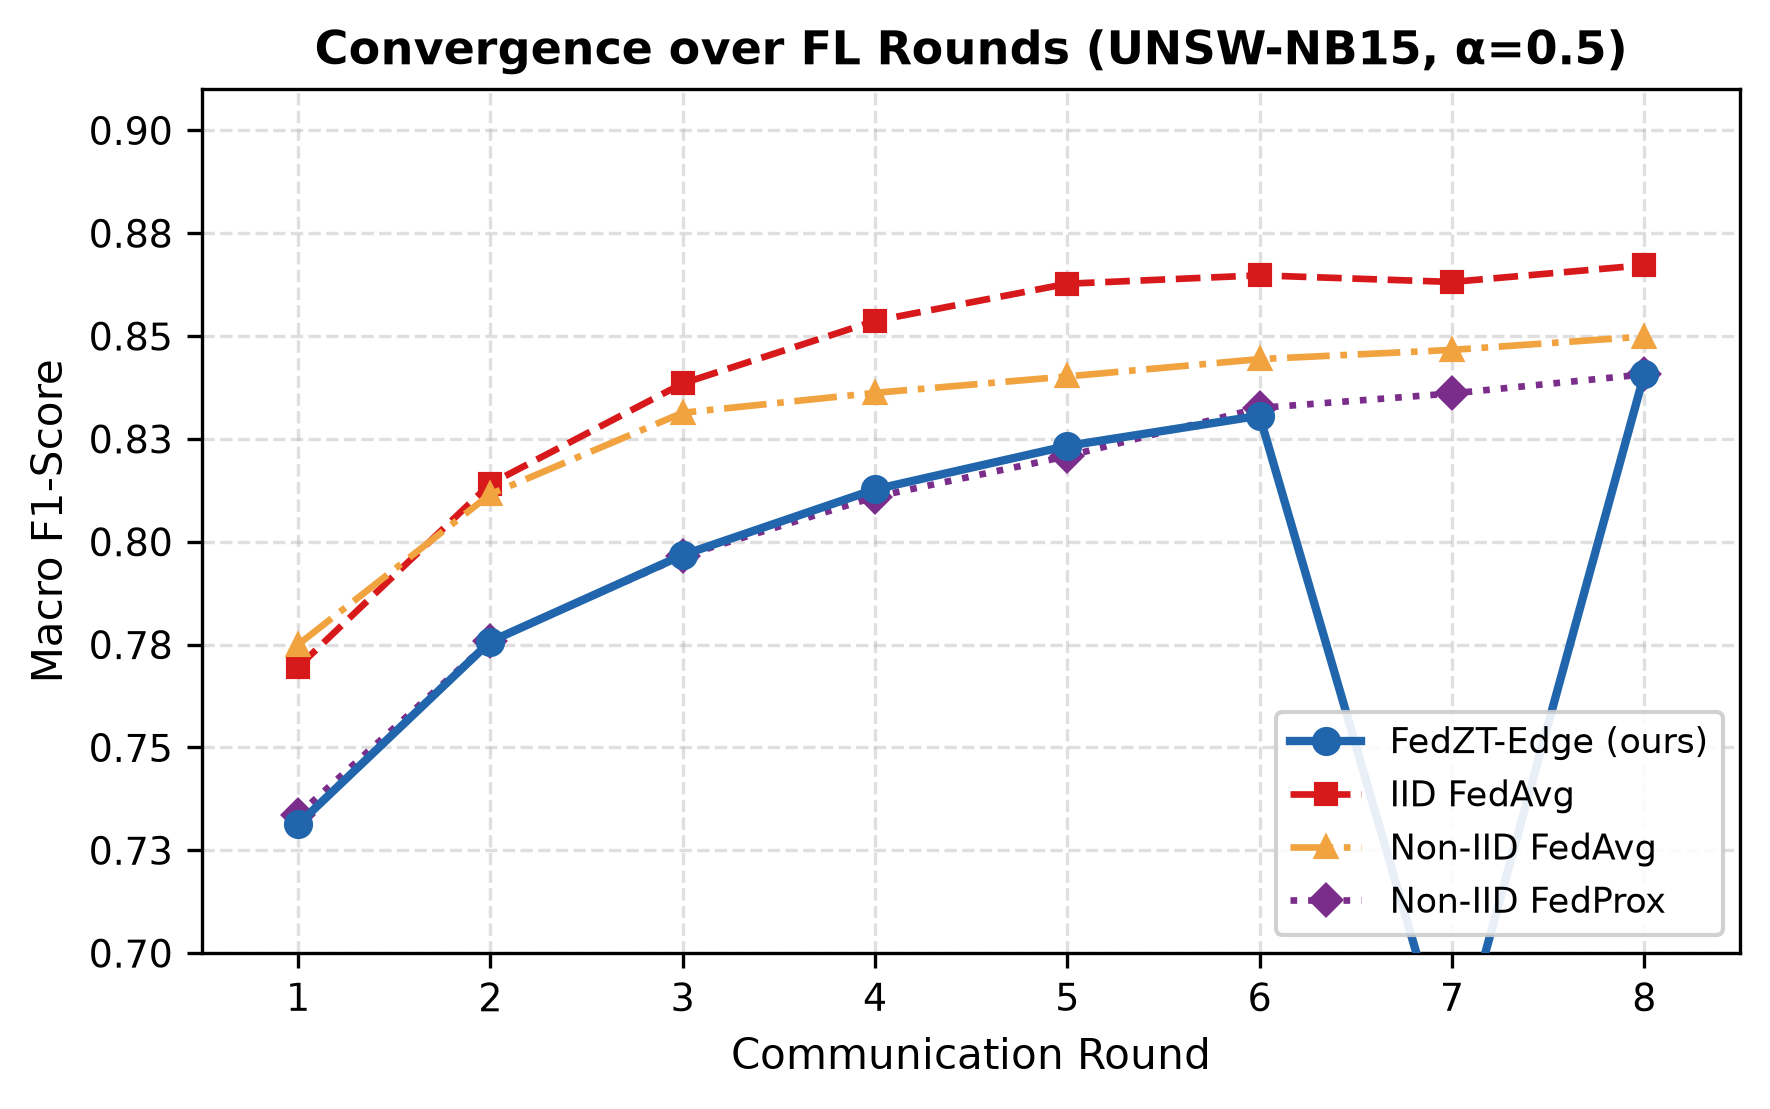 Convergence over FL Rounds (UNSW-NB15, α=0.5)
Macro F1-Score
0.90
0.88
0.85
0.83
0.80
0.78
0.75
0.73
0.70
1 2 3 4 5 6 7 8
Communication Round
FedZT-Edge (ours)
IID FedAvg
Non-IID FedAvg
Non-IID FedProx